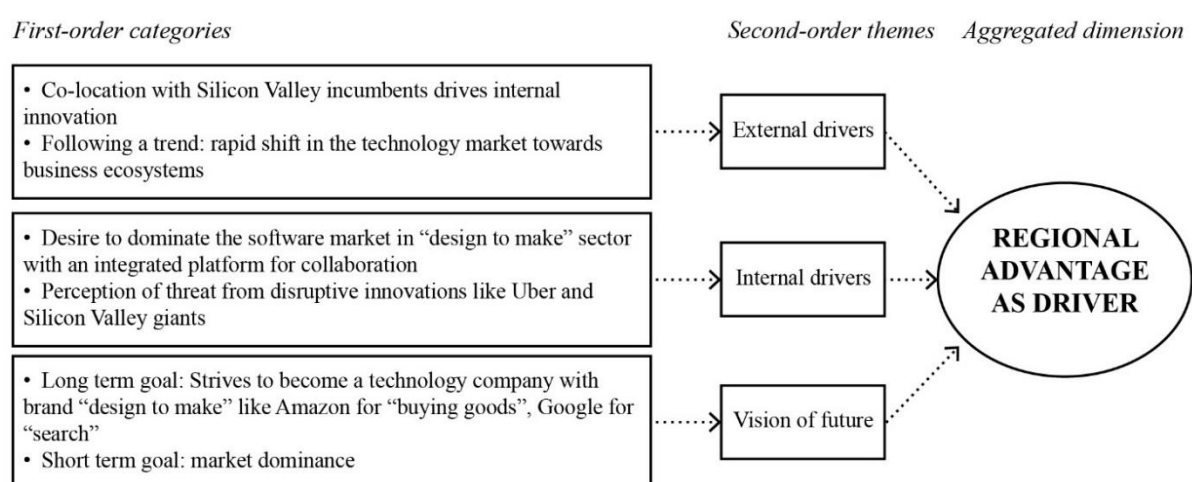 First-order categories
Second-order themes
Aggregated dimension
• Co-location with Silicon Valley incumbents drives internal
innovation
• Following a trend: rapid shift in the technology market towards
business ecosystems
External drivers
• Desire to dominate the software market in “design to make” sector
with an integrated platform for collaboration
• Perception of threat from disruptive innovations like Uber and
Silicon Valley giants
Internal drivers
• Long term goal: Strives to become a technology company with
brand “design to make” like Amazon for “buying goods”, Google for
“search”
• Short term goal: market dominance
Vision of future
REGIONAL
ADVANTAGE
AS DRIVER